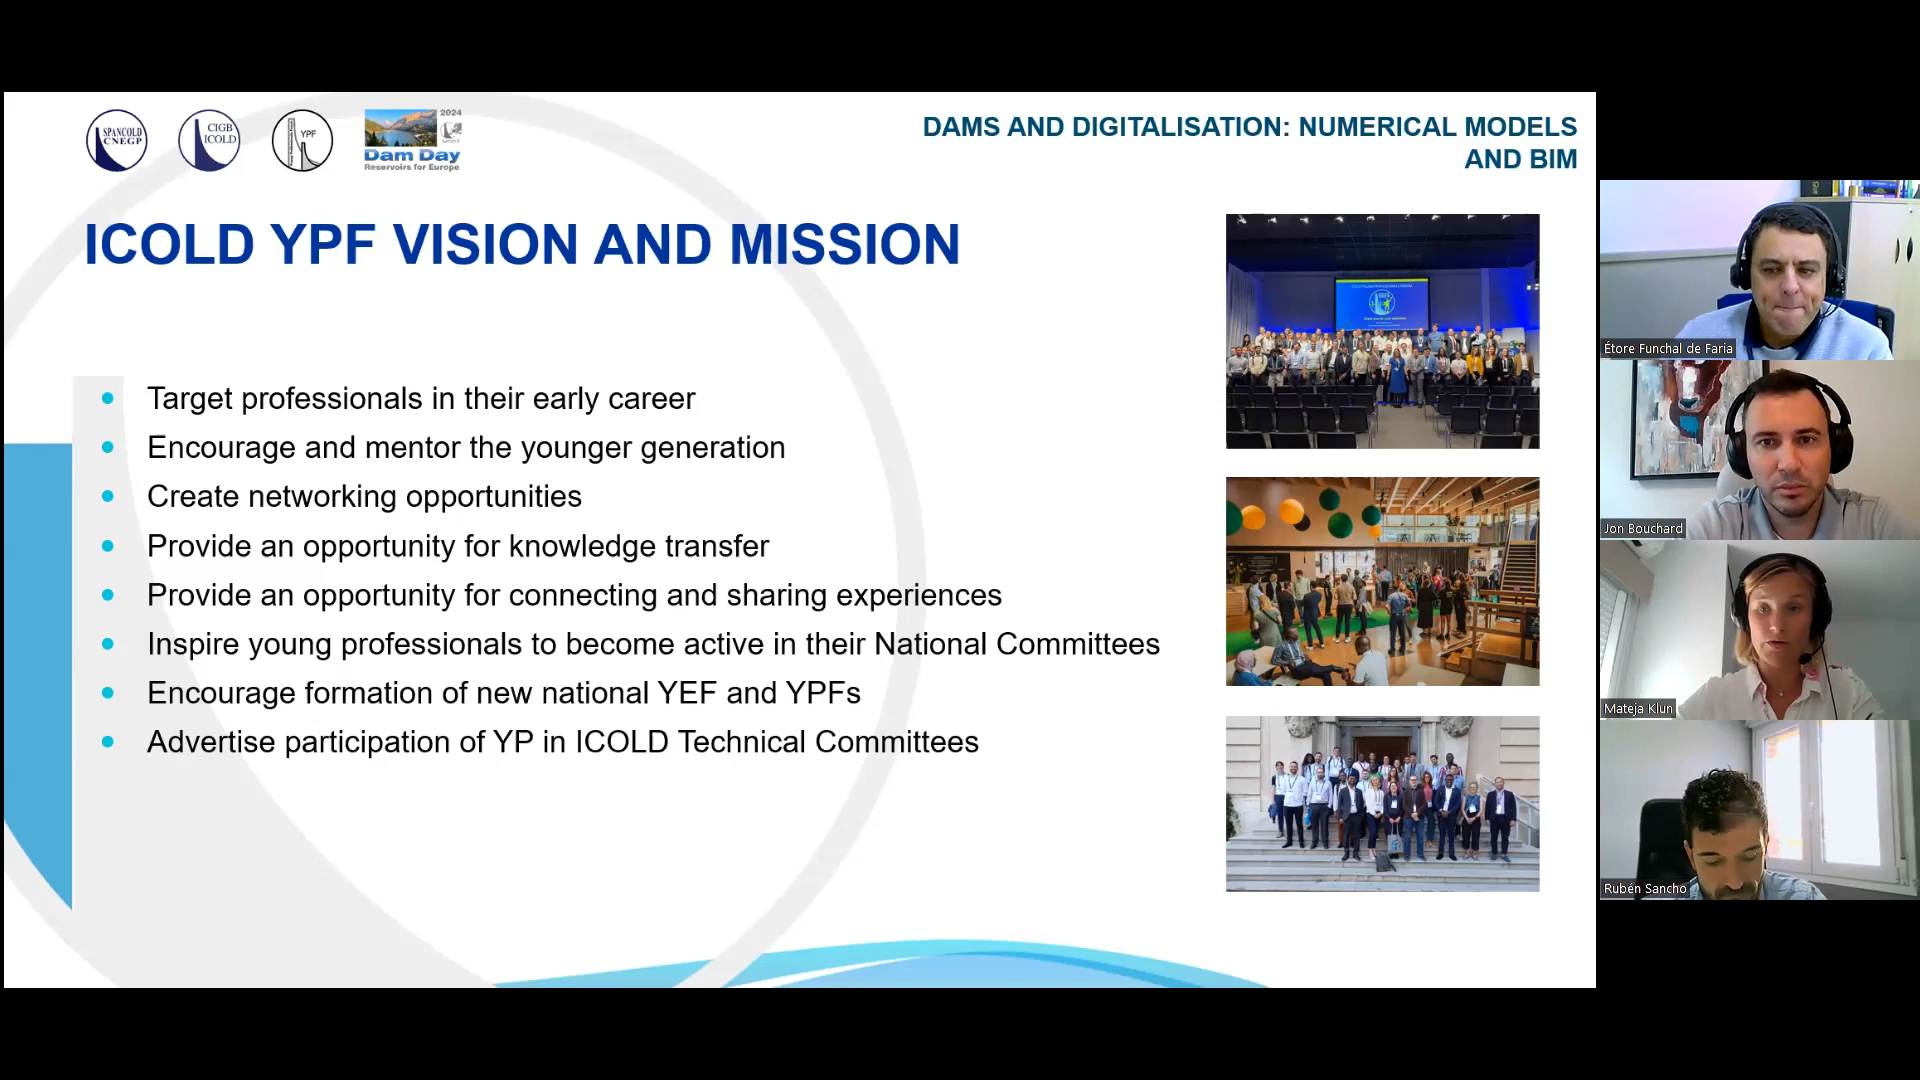 SPANCOLD
CNEGP
CIGB
ICOLD
YPF
2024
Dam Day
Reservoirs for Europe
DAMS AND DIGITALISATION: NUMERICAL MODELS
AND BIM
ICOLD YPF VISION AND MISSION
Target professionals in their early career
Encourage and mentor the younger generation
Create networking opportunities
Provide an opportunity for knowledge transfer
Provide an opportunity for connecting and sharing experiences
Inspire young professionals to become active in their National Committees
Encourage formation of new national YEF and YPFs
Advertise participation of YP in ICOLD Technical Committees
Étore Funchal de Faria
Jon Bouchard
Mateja Klun
Rubén Sancho